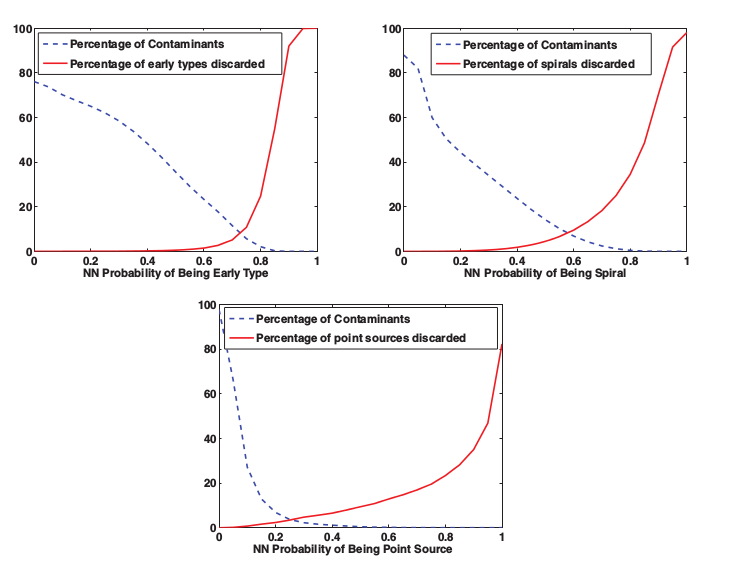 100
80
60
40
20
0
Percentage of Contaminants
Percentage of early types discarded
0 0.2 0.4 0.6 0.8 1
NN Probability of Being Early Type
100
80
60
40
20
0
Percentage of Contaminants
Percentage of spirals discarded
0 0.2 0.4 0.6 0.8 1
NN Probability of Being Spiral
100
80
60
40
20
0
Percentage of Contaminants
Percentage of point sources discarded
0 0.2 0.4 0.6 0.8 1
NN Probability of Being Point Source